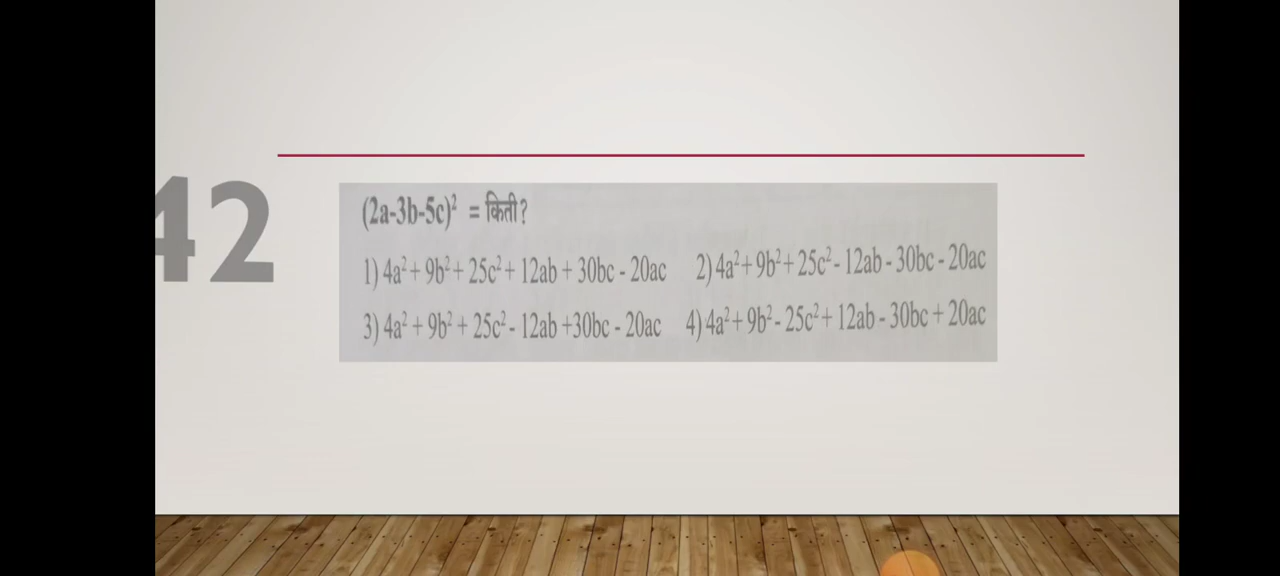 42
(2a-3b-5c)² = किती?
1) 4a² + 9b² + 25c² + 12ab + 30bc - 20ac 2) 4a² + 9b² + 25c² - 12ab - 30bc - 20ac
3) 4a² + 9b² + 25c² - 12ab +30bc - 20ac 4) 4a² + 9b² - 25c² + 12ab - 30bc + 20ac